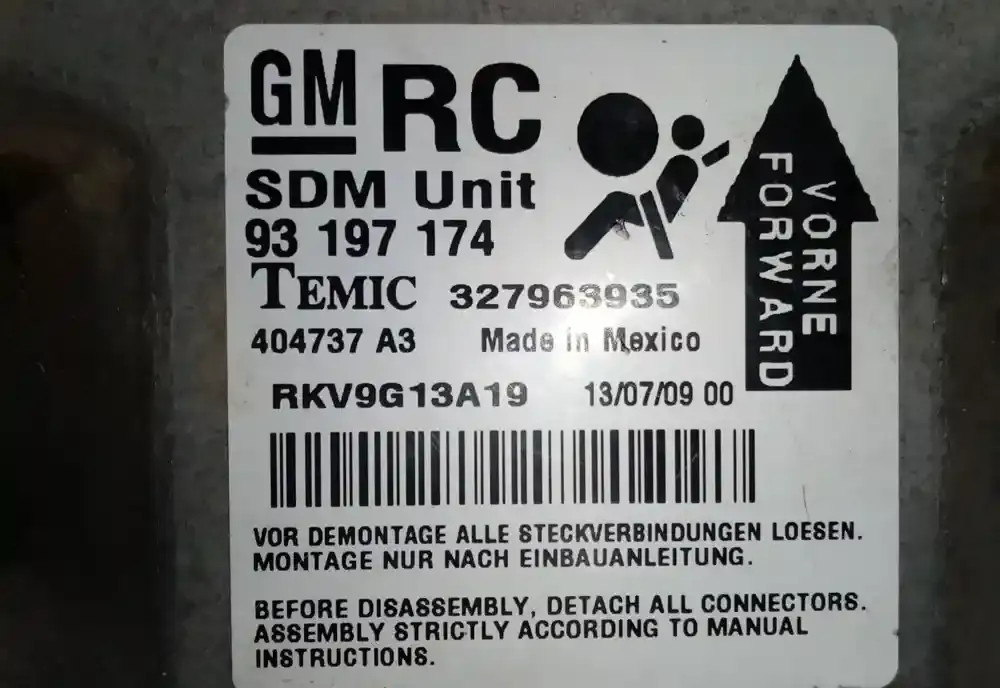 GM RC
SDM Unit
93 197 174
TEMIC 327963935
404737 A3 Made in Mexico
RKV9G13A19 13/07/09 00
VORNE
FORWARD
VOR DEMONTAGE ALLE STECKVERBINDUNGEN LOESEN.
MONTAGE NUR NACH EINBAUANLEITUNG.
BEFORE DISASSEMBLY, DETACH ALL CONNECTORS.
ASSEMBLY STRICTLY ACCORDING TO MANUAL
INSTRUCTIONS.